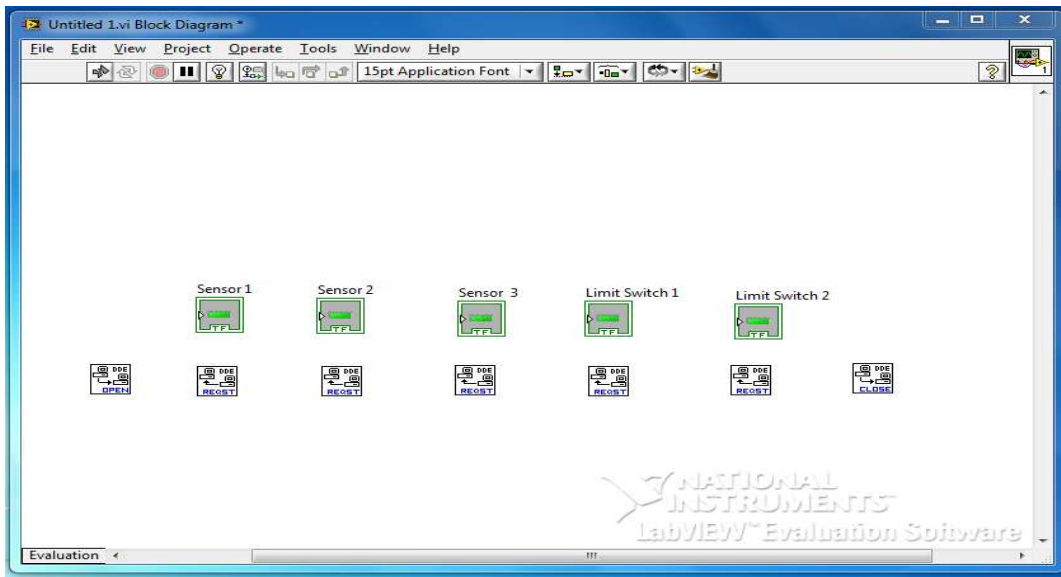 Untitled 1.vi Block Diagram *
File Edit View Project Operate Tools Window Help
15pt Application Font
1
Sensor 1 Sensor 2 Sensor 3 Limit Switch 1 Limit Switch 2
TF TF TF TF TF
DDE DDE DDE DDE DDE DDE DDE
OPEN REQST REQST REQST REQST REQST CLOSE
NATIONAL
INSTRUMENTS
LabVIEW™ Evaluation Software
Evaluation